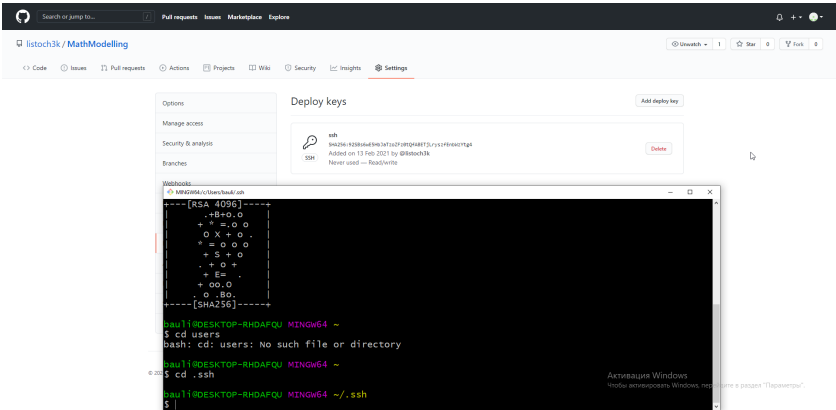 Search or jump to... /
Pull requests Issues Marketplace Explore
listoch3k / MathModelling
Unwatch 1 Star 0 Fork 0
Code Issues Pull requests Actions Projects Wiki Security Insights Settings
Options
Manage access
Security & analysis
Branches
Webhooks
Deploy keys
Add deploy key
ssh
SSH
Added on 13 Feb 2021 by @listoch3k
Never used — Read/write
Delete
MINGW64:/c/Users/bauli/.ssh
+---[RSA 4096]----+
| .+B+o.o |
| + * =.o o |
| O X + o . |
| * = o o o |
| + S + o |
| . + o + |
| + E= . |
| + oo.O |
| . o .Bo. |
+----[SHA256]-----+
bauli@DESKTOP-RHDAFQU MINGW64 ~
$ cd users
bash: cd: users: No such file or directory
bauli@DESKTOP-RHDAFQU MINGW64 ~
$ cd .ssh
bauli@DESKTOP-RHDAFQU MINGW64 ~/.ssh
$
© 202
Активация Windows
Чтобы активировать Windows, перейдите в раздел "Параметры".